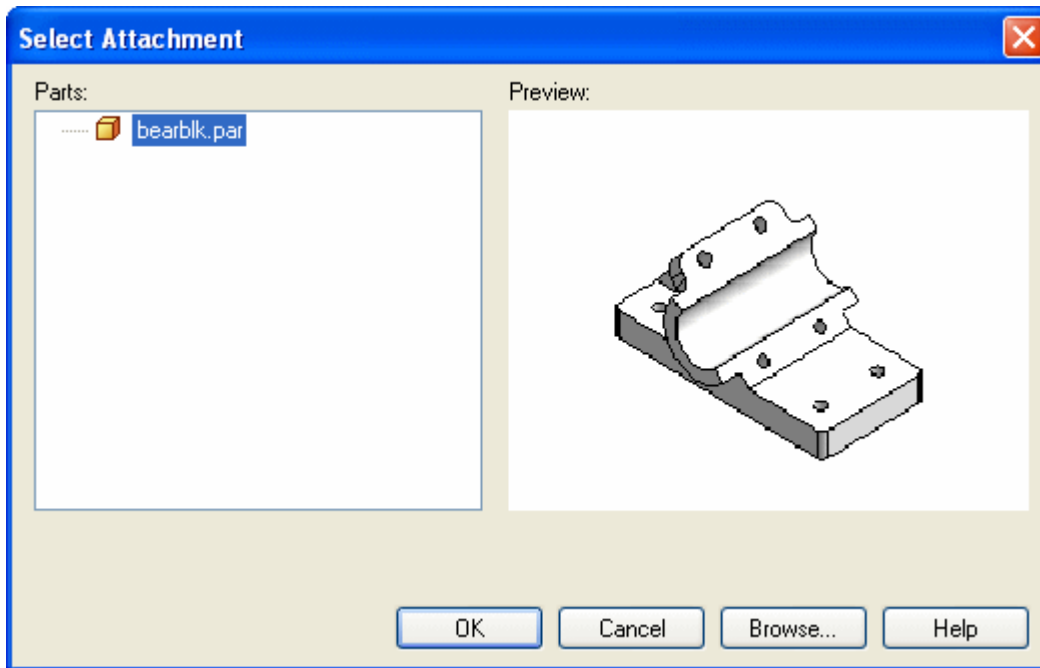 Select Attachment
Parts:
Preview:
bearblk.par
OK
Cancel
Browse...
Help